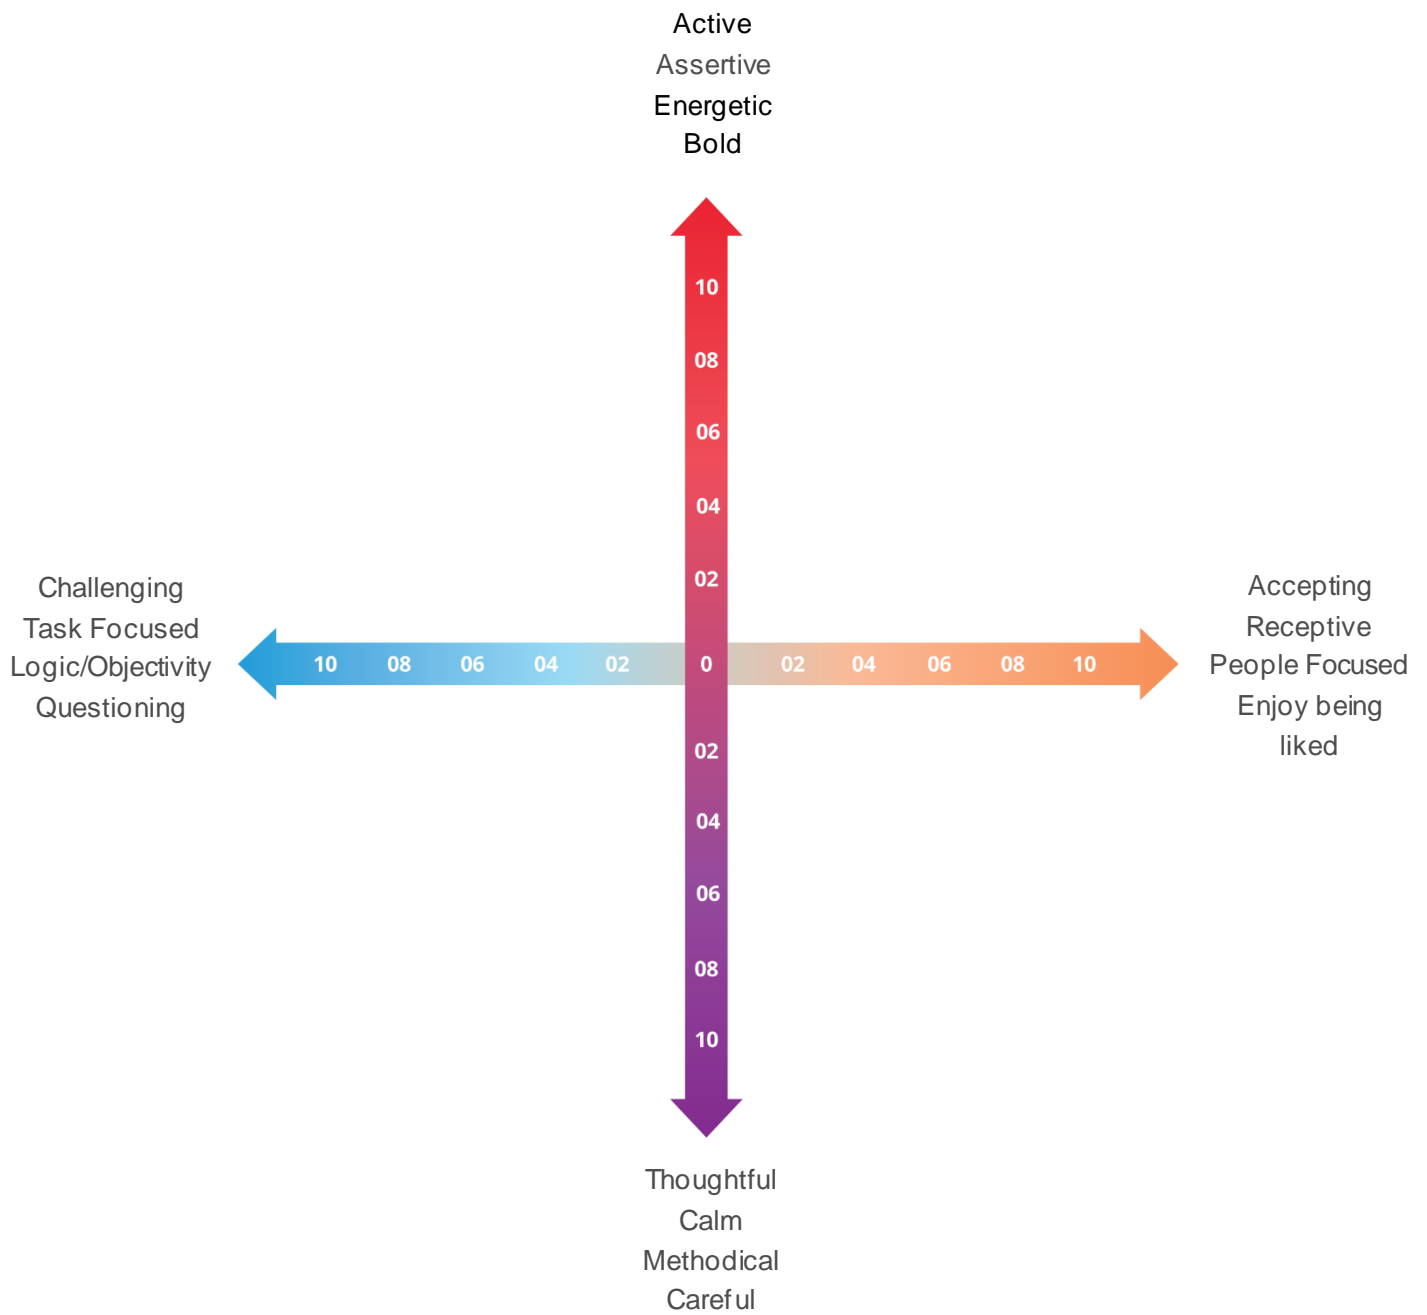 Active
Assertive
Energetic
Bold
10
08
06
04
02
Challenging
Task Focused
Logic/Objectivity
Questioning
10 08 06 04 02 0 02 04 06 08 10
Accepting
Receptive
People Focused
Enjoy being
liked
02
04
06
08
10
Thoughtful
Calm
Methodical
Careful